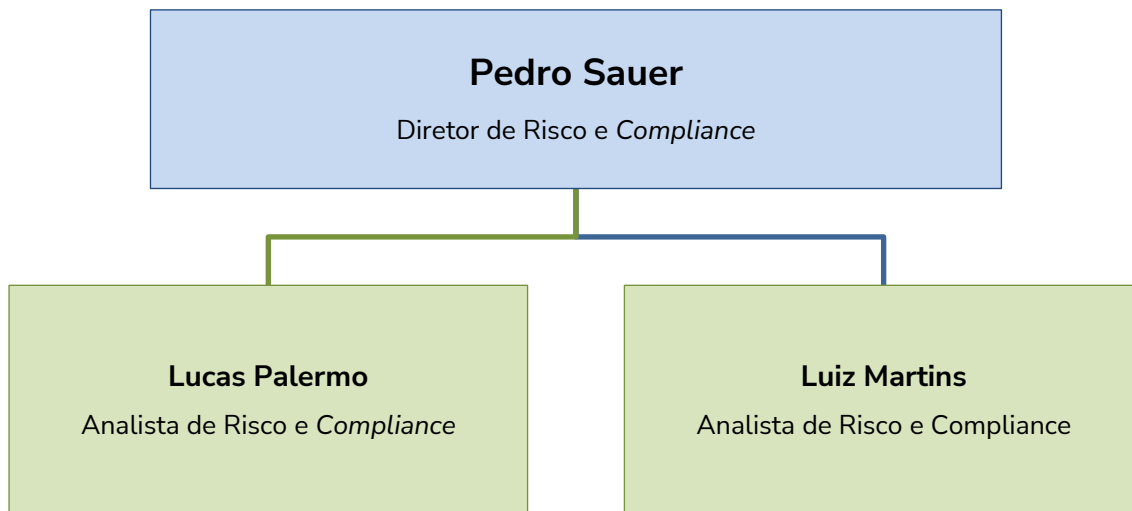 Pedro Sauer
Diretor de Risco e Compliance
Lucas Palermo
Analista de Risco e Compliance
Luiz Martins
Analista de Risco e Compliance